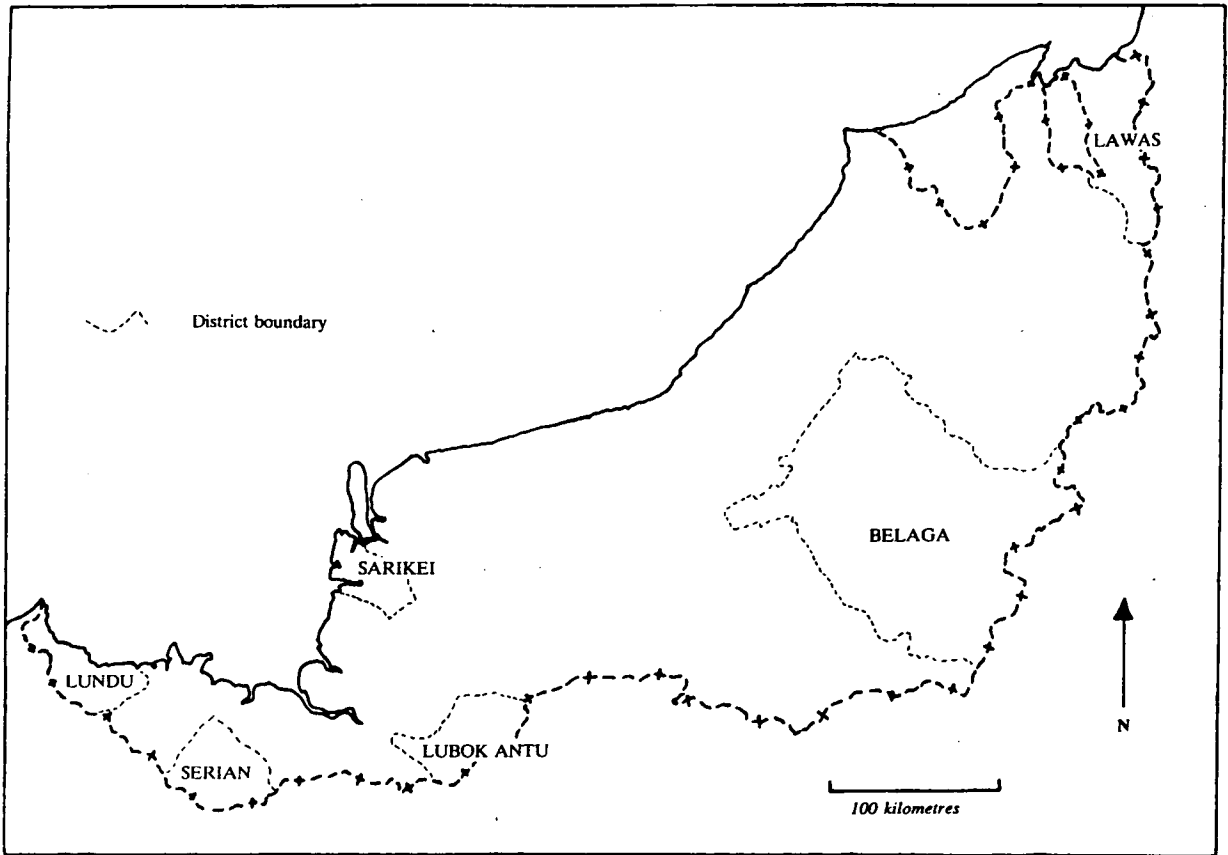 LAWAS
District boundary
BELAGA
SARIKEI
LUNDU
N
LUBOK ANTU
SERIAN
100 kilometres